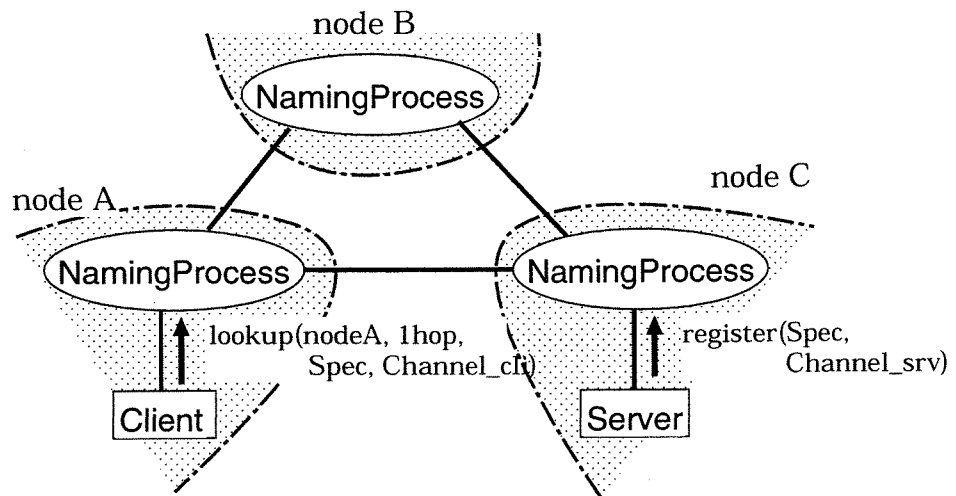 node B
NamingProcess
node A
node C
NamingProcess
NamingProcess
lookup(nodeA, 1hop,
Spec, Channel_cli)
register(Spec,
Channel_srv)
Client
Server